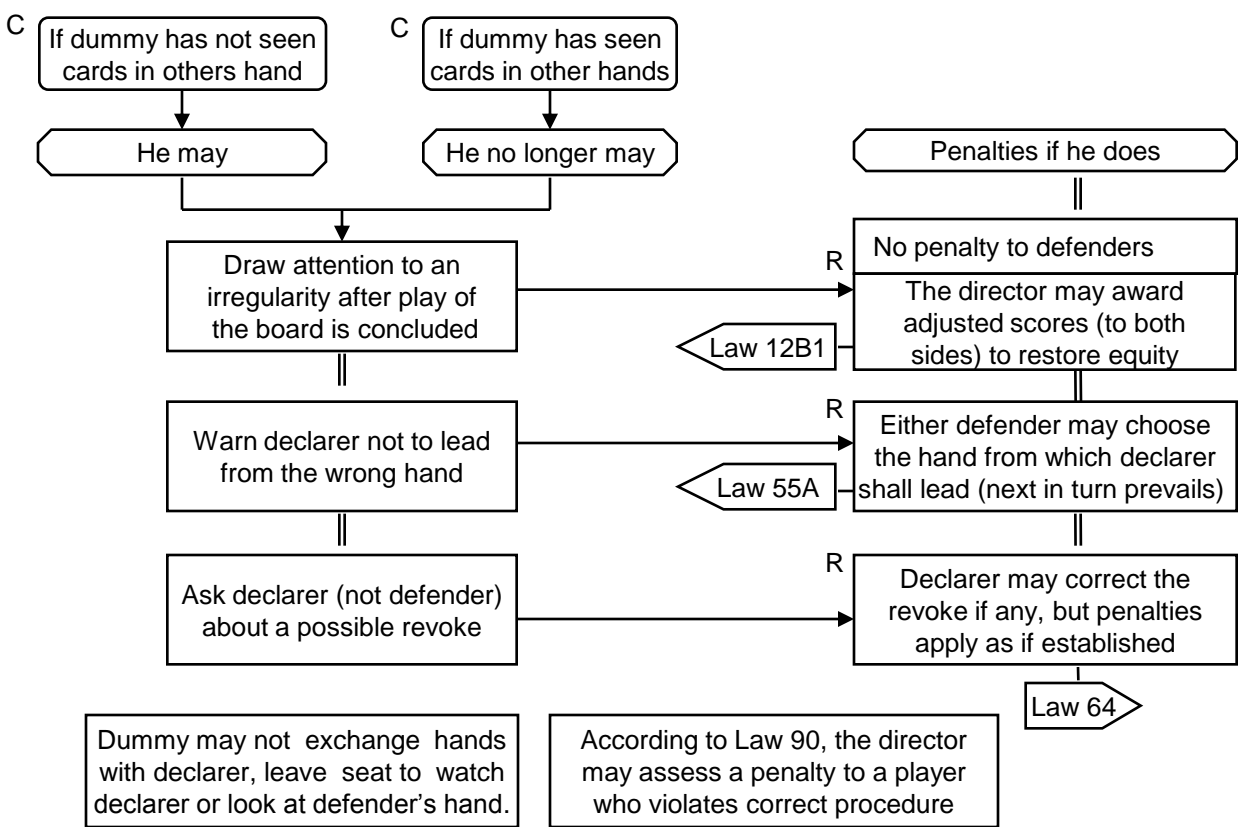 C
If dummy has not seen
cards in others hand
C
If dummy has seen
cards in other hands
He may
He no longer may
Penalties if he does
Draw attention to an
irregularity after play of
the board is concluded
R
No penalty to defenders
The director may award
adjusted scores (to both
sides) to restore equity
Law 12B1
Warn declarer not to lead
from the wrong hand
R
Either defender may choose
the hand from which declarer
shall lead (next in turn prevails)
Law 55A
Ask declarer (not defender)
about a possible revoke
R
Declarer may correct the
revoke if any, but penalties
apply as if established
Law 64
Dummy may not exchange hands
with declarer, leave seat to watch
declarer or look at defender's hand.
According to Law 90, the director
may assess a penalty to a player
who violates correct procedure